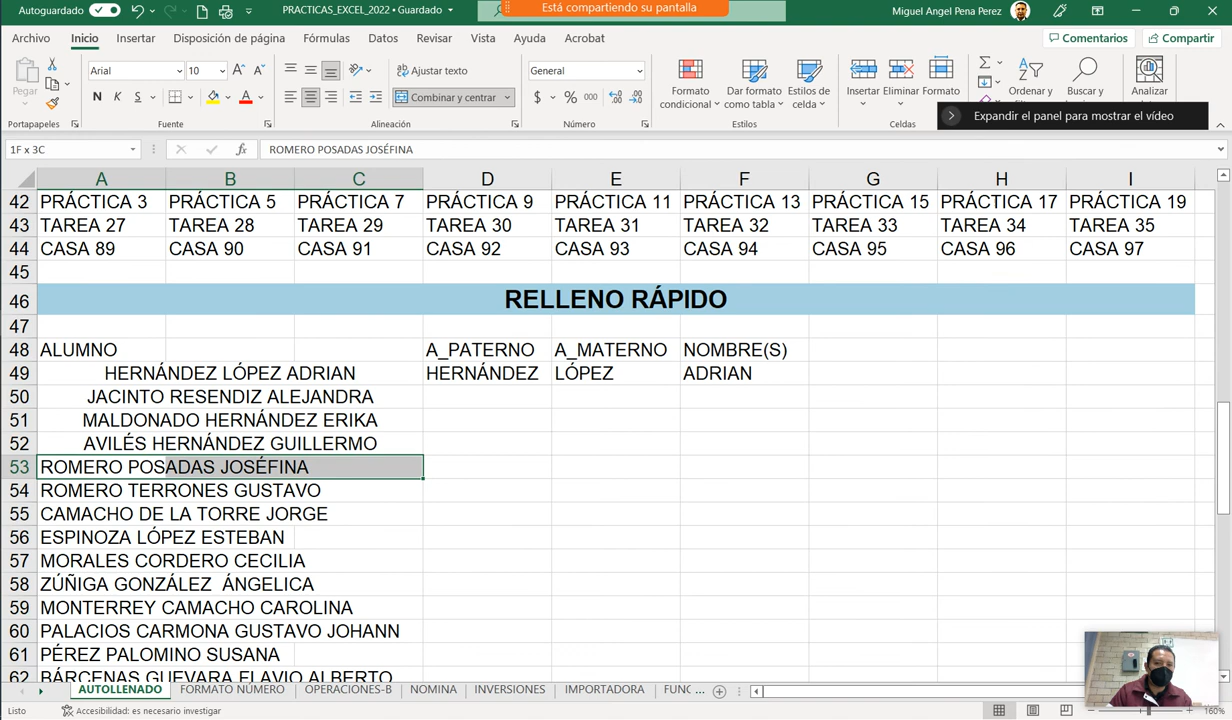 Autoguardado PRACTICAS_EXCEL_2022 • Guardado Está compartiendo su pantalla Miguel Angel Pena Perez
Archivo Inicio Insertar Disposición de página Fórmulas Datos Revisar Vista Ayuda Acrobat Comentarios Compartir
Pegar Arial 10 Ajustar texto General Formato condicional Dar formato como tabla Estilos de celda Insertar Eliminar Formato Ordenar y Buscar y Analizar
N K S Combinar y centrar $ % 000
Portapapeles Fuente Alineación Número Estilos Celdas Expandir el panel para mostrar el vídeo
1F x 3C fx ROMERO POSADAS JOSÉFINA
A B C D E F G H I
42 PRÁCTICA 3 PRÁCTICA 5 PRÁCTICA 7 PRÁCTICA 9 PRÁCTICA 11 PRÁCTICA 13 PRÁCTICA 15 PRÁCTICA 17 PRÁCTICA 19
43 TAREA 27 TAREA 28 TAREA 29 TAREA 30 TAREA 31 TAREA 32 TAREA 33 TAREA 34 TAREA 35
44 CASA 89 CASA 90 CASA 91 CASA 92 CASA 93 CASA 94 CASA 95 CASA 96 CASA 97
45
46 RELLENO RÁPIDO
47
48 ALUMNO A_PATERNO A_MATERNO NOMBRE(S)
49 HERNÁNDEZ LÓPEZ ADRIAN HERNÁNDEZ LÓPEZ ADRIAN
50 JACINTO RESENDIZ ALEJANDRA
51 MALDONADO HERNÁNDEZ ERIKA
52 AVILÉS HERNÁNDEZ GUILLERMO
53 ROMERO POSADAS JOSÉFINA
54 ROMERO TERRONES GUSTAVO
55 CAMACHO DE LA TORRE JORGE
56 ESPINOZA LÓPEZ ESTEBAN
57 MORALES CORDERO CECILIA
58 ZÚÑIGA GONZÁLEZ ÁNGELICA
59 MONTERREY CAMACHO CAROLINA
60 PALACIOS CARMONA GUSTAVO JOHANN
61 PÉREZ PALOMINO SUSANA
62 BÁRCENAS GUEVARA FLAVIO ALBERTO
AUTOLLENADO FORMATO NÚMERO OPERACIONES-B NOMINA INVERSIONES IMPORTADORA FUNC ...
Listo Accesibilidad: es necesario investigar 160%